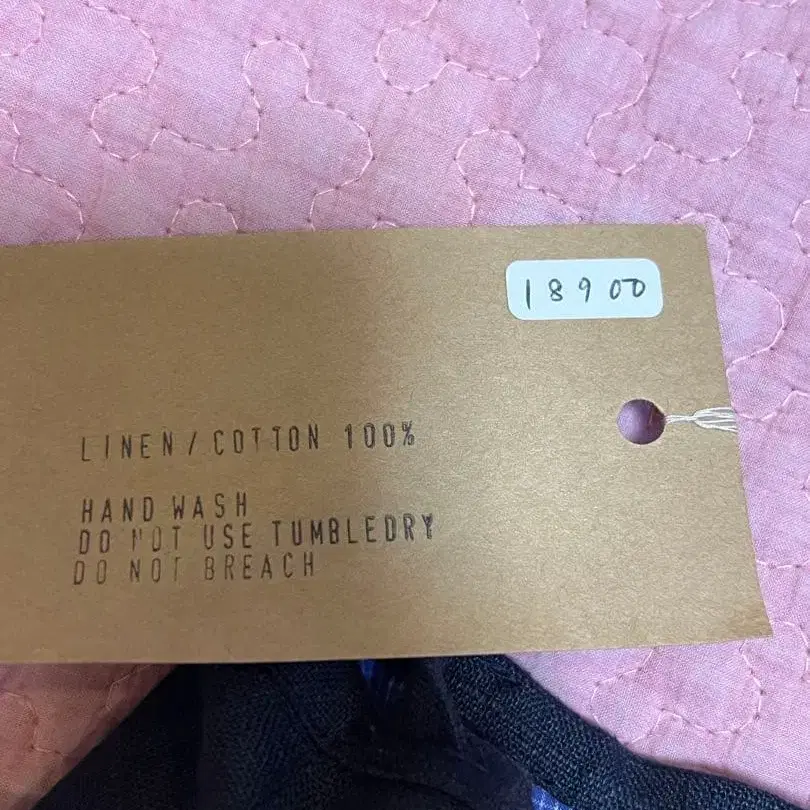 18900
LINEN/COTTON 100%
HAND WASH
DO NOT USE TUMBLEDRY
DO NOT BREACH